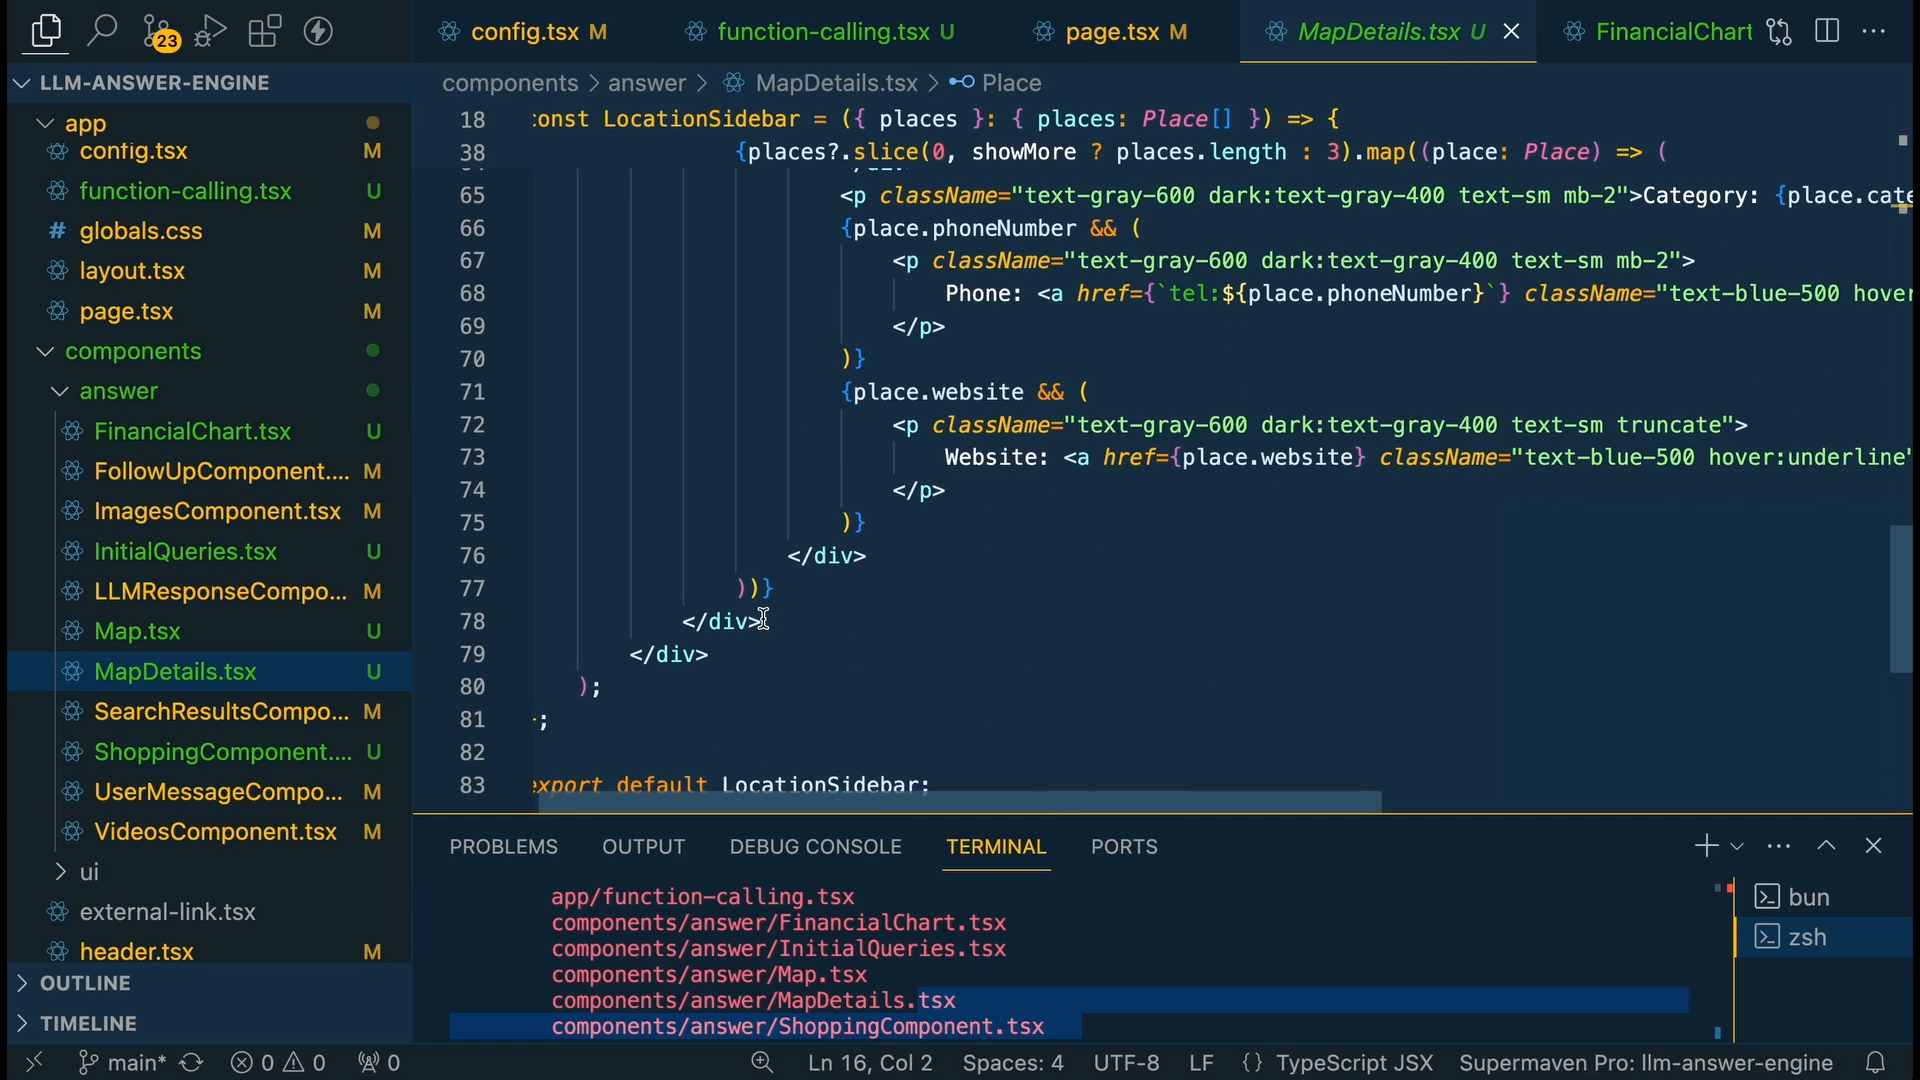 23
config.tsx M
function-calling.tsx U
page.tsx M
MapDetails.tsx U
FinancialChart
LLM-ANSWER-ENGINE
app
config.tsx M
function-calling.tsx U
# globals.css M
layout.tsx M
page.tsx M
components
answer
FinancialChart.tsx U
FollowUpComponent.... M
ImagesComponent.tsx M
InitialQueries.tsx U
LLMResponseCompo... M
Map.tsx U
MapDetails.tsx U
SearchResultsCompo... M
ShoppingComponent.... U
UserMessageCompo... M
VideosComponent.tsx M
ui
external-link.tsx
header.tsx M
OUTLINE
TIMELINE
components > answer > MapDetails.tsx > Place
18 :onst LocationSidebar = ({ places }: { places: Place[] }) => {
38 {places?.slice(0, showMore ? places.length : 3).map((place: Place) => (
65 <p className="text-gray-600 dark:text-gray-400 text-sm mb-2">Category: {place.cate
66 {place.phoneNumber && (
67 <p className="text-gray-600 dark:text-gray-400 text-sm mb-2">
68 Phone: <a href={`tel:${place.phoneNumber}`} className="text-blue-500 hover
69 </p>
70 )}
71 {place.website && (
72 <p className="text-gray-600 dark:text-gray-400 text-sm truncate">
73 Website: <a href={place.website} className="text-blue-500 hover:underline"
74 </p>
75 )}
76 </div>
77 ))}
78 </div>
79 </div>
80 );
81 ;
82
83 export default LocationSidebar;
PROBLEMS OUTPUT DEBUG CONSOLE TERMINAL PORTS
app/function-calling.tsx
components/answer/FinancialChart.tsx
components/answer/InitialQueries.tsx
components/answer/Map.tsx
components/answer/MapDetails.tsx
components/answer/ShoppingComponent.tsx
bun
zsh
main* 0 0 0 Ln 16, Col 2 Spaces: 4 UTF-8 LF {} TypeScript JSX Supermaven Pro: llm-answer-engine